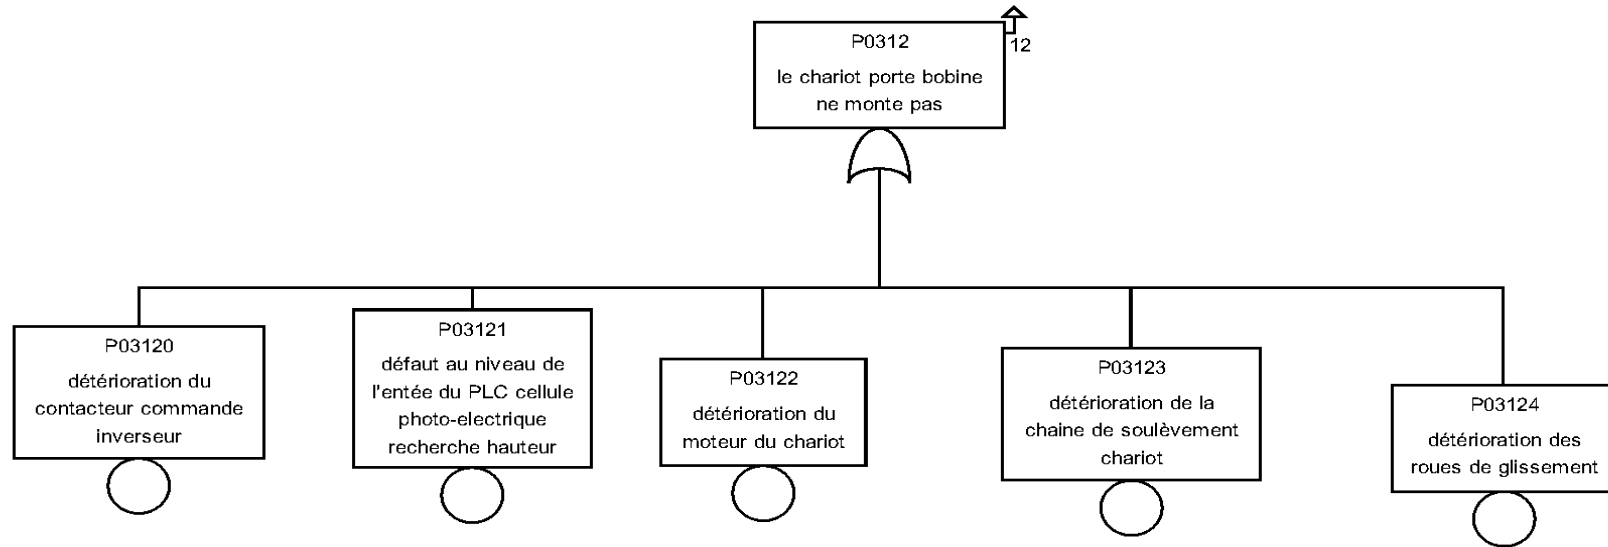 P0312
le chariot porte bobine
ne monte pas
12
P03120
détérioration du
contacteur commande
inverseur
P03121
défaut au niveau de
l'entée du PLC cellule
photo-electrique
recherche hauteur
P03122
détérioration du
moteur du chariot
P03123
détérioration de la
chaine de soulèvement
chariot
P03124
détérioration des
roues de glissement